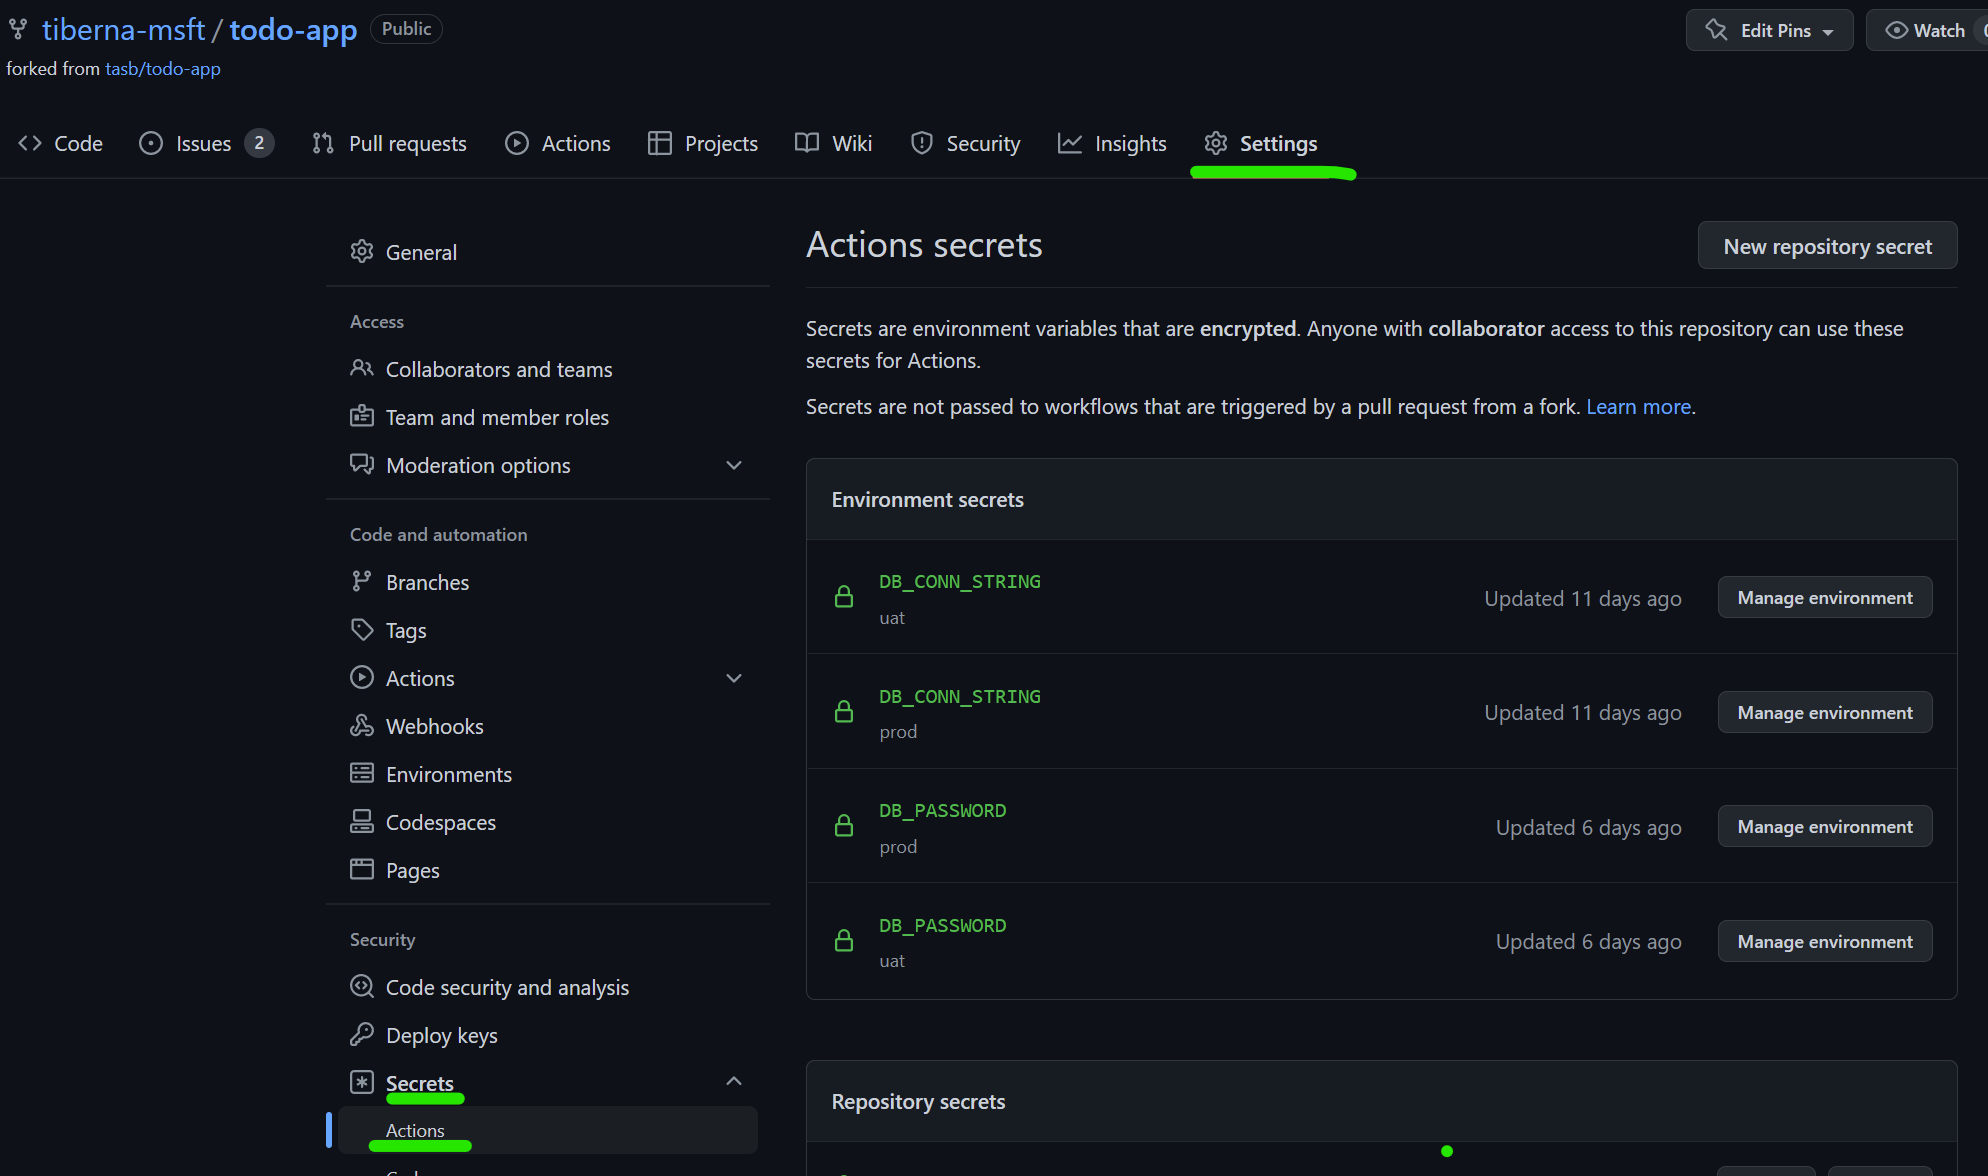 tiberna-msft / todo-app Public
Edit Pins
Watch
forked from tasb/todo-app
Code
Issues 2
Pull requests
Actions
Projects
Wiki
Security
Insights
Settings
General
Access
Collaborators and teams
Team and member roles
Moderation options
Code and automation
Branches
Tags
Actions
Webhooks
Environments
Codespaces
Pages
Security
Code security and analysis
Deploy keys
Secrets
Actions
Actions secrets
New repository secret
Secrets are environment variables that are encrypted. Anyone with collaborator access to this repository can use these
secrets for Actions.
Secrets are not passed to workflows that are triggered by a pull request from a fork. Learn more.
Environment secrets
DB_CONN_STRING
uat
Updated 11 days ago
Manage environment
DB_CONN_STRING
prod
Updated 11 days ago
Manage environment
DB_PASSWORD
prod
Updated 6 days ago
Manage environment
DB_PASSWORD
uat
Updated 6 days ago
Manage environment
Repository secrets